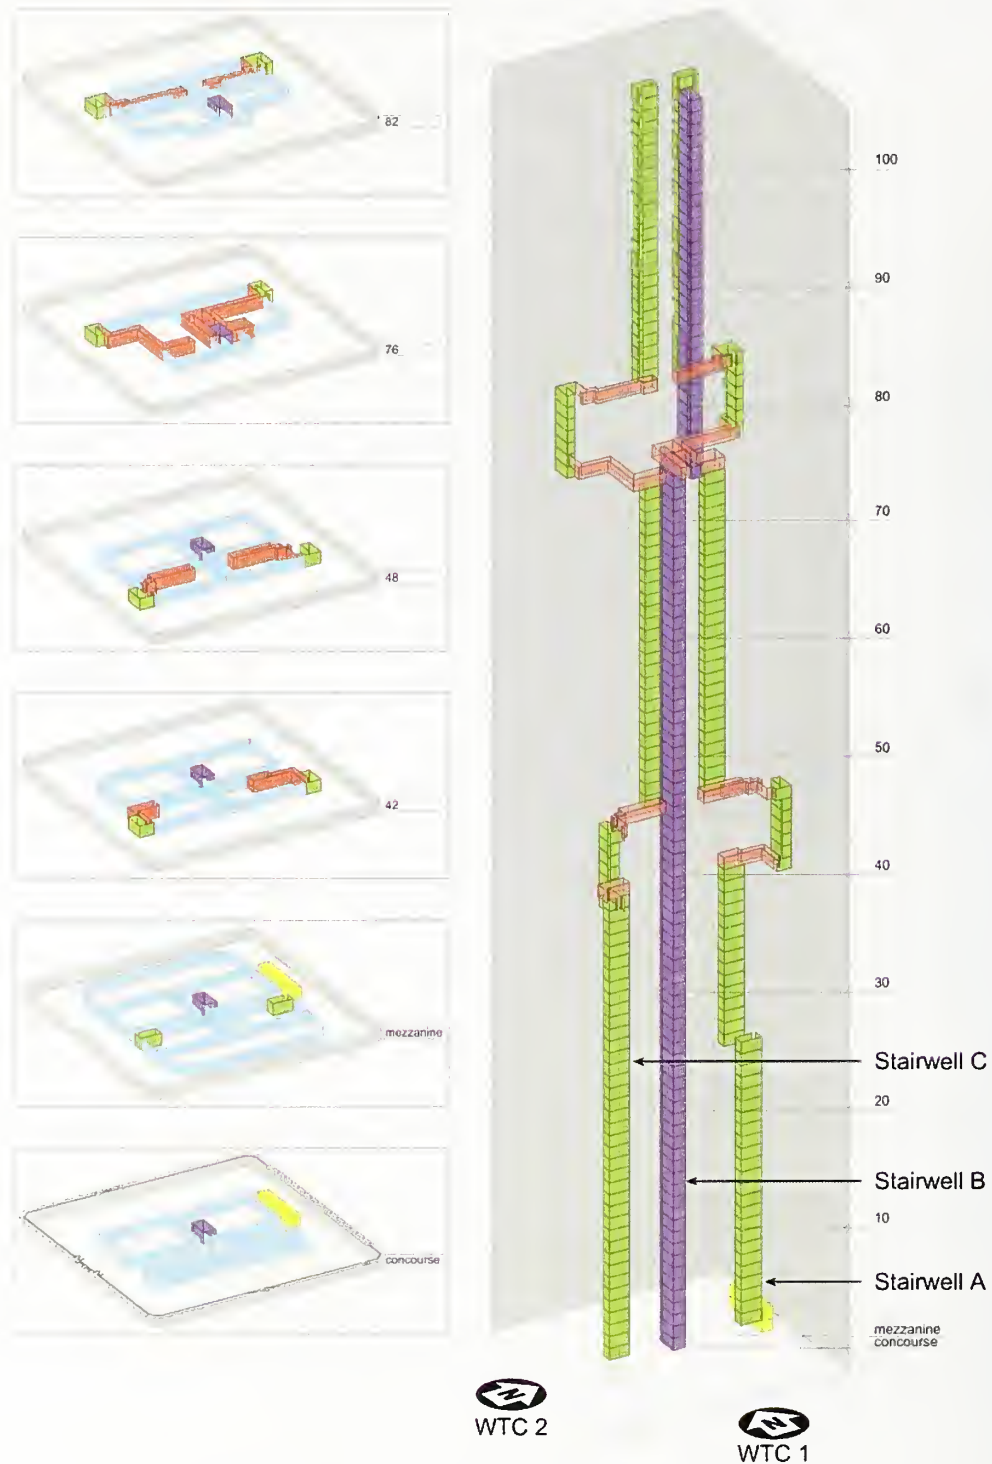 82
76
48
42
mezzanine
concourse
100
90
80
70
60
50
40
30
Stairwell C
20
Stairwell B
10
Stairwell A
mezzanine
concourse
N
WTC 2
N
WTC 1